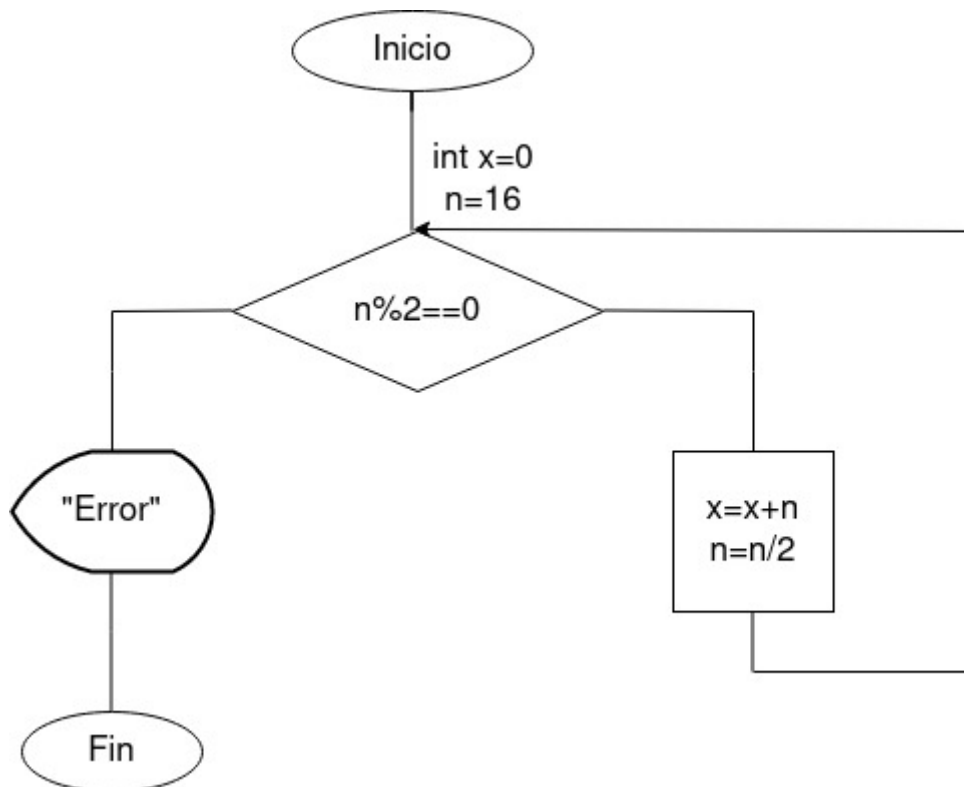 Inicio
int x=0
n=16
n%2==0
"Error"
x=x+n
n=n/2
Fin